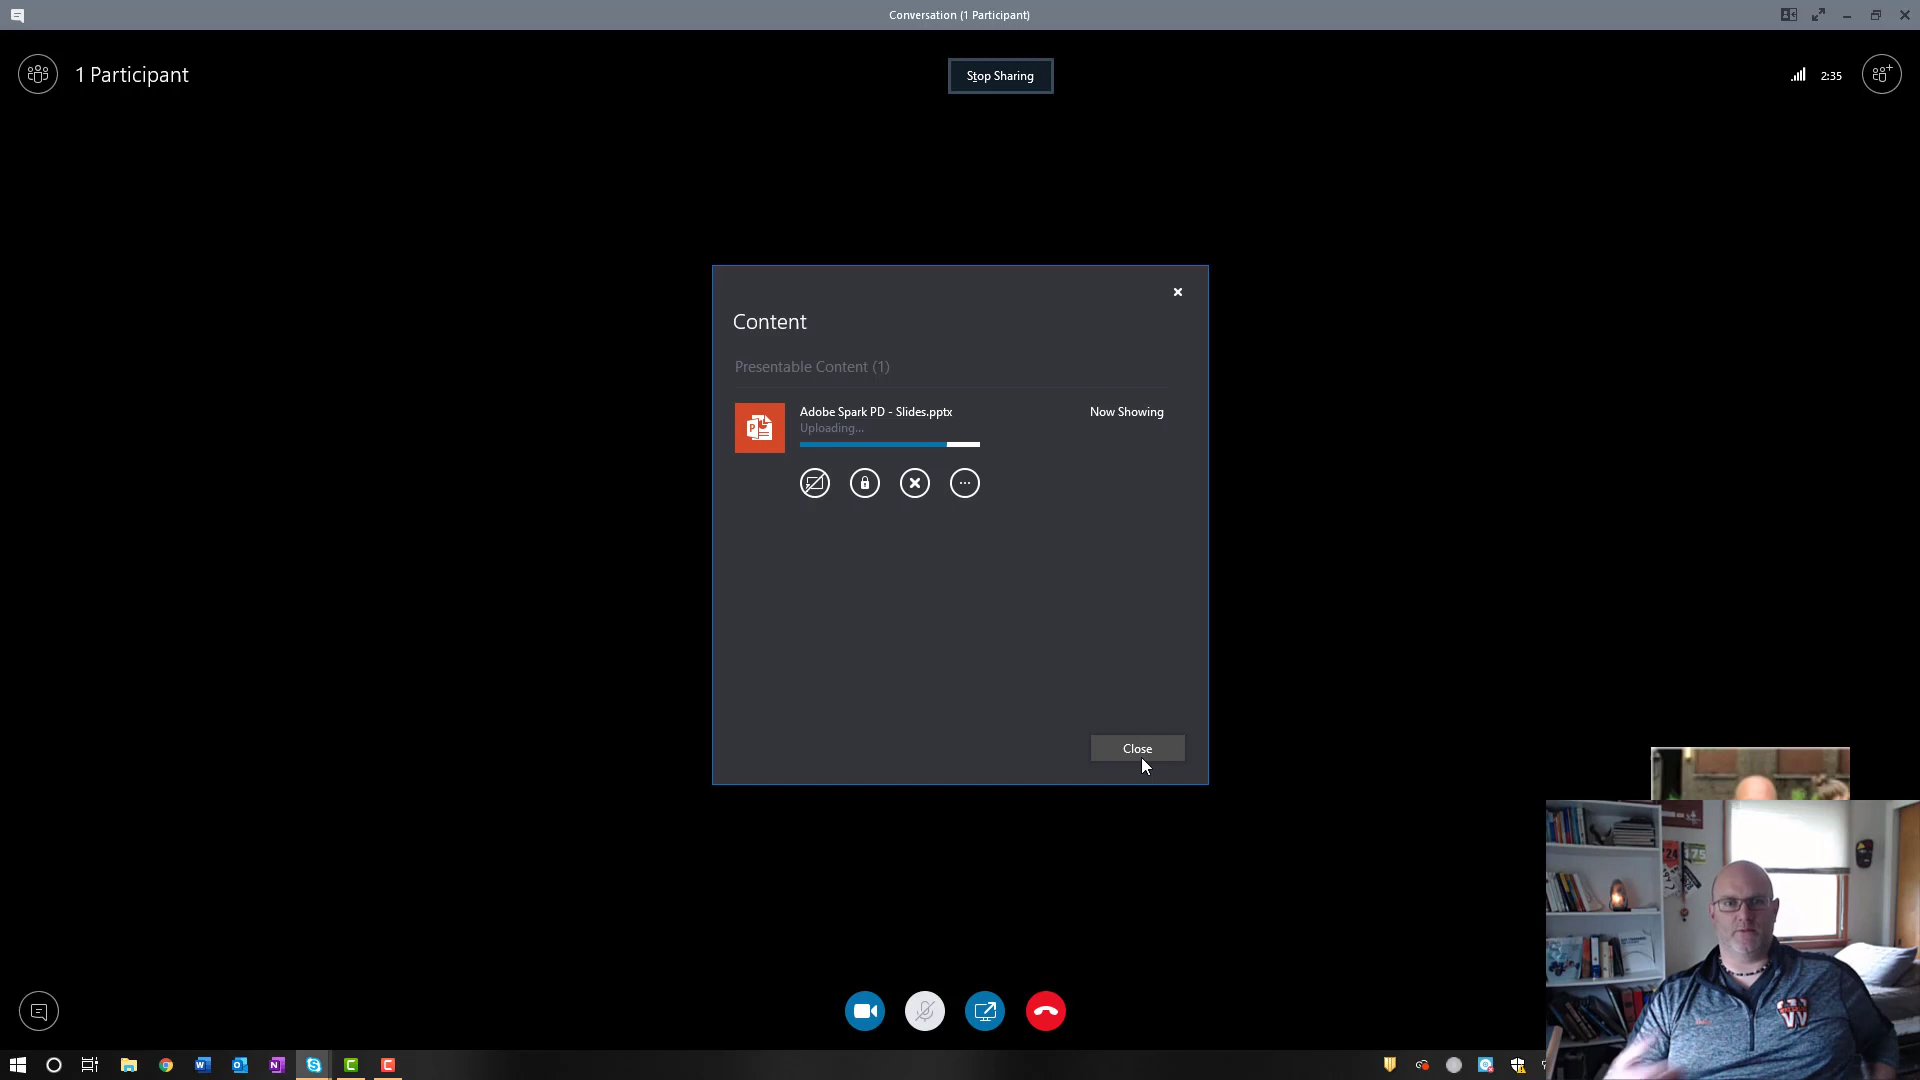 Conversation (1 Participant)
1 Participant
Stop Sharing
2:35
Content
Presentable Content (1)
Adobe Spark PD - Slides.pptx
Now Showing
Uploading...
Close